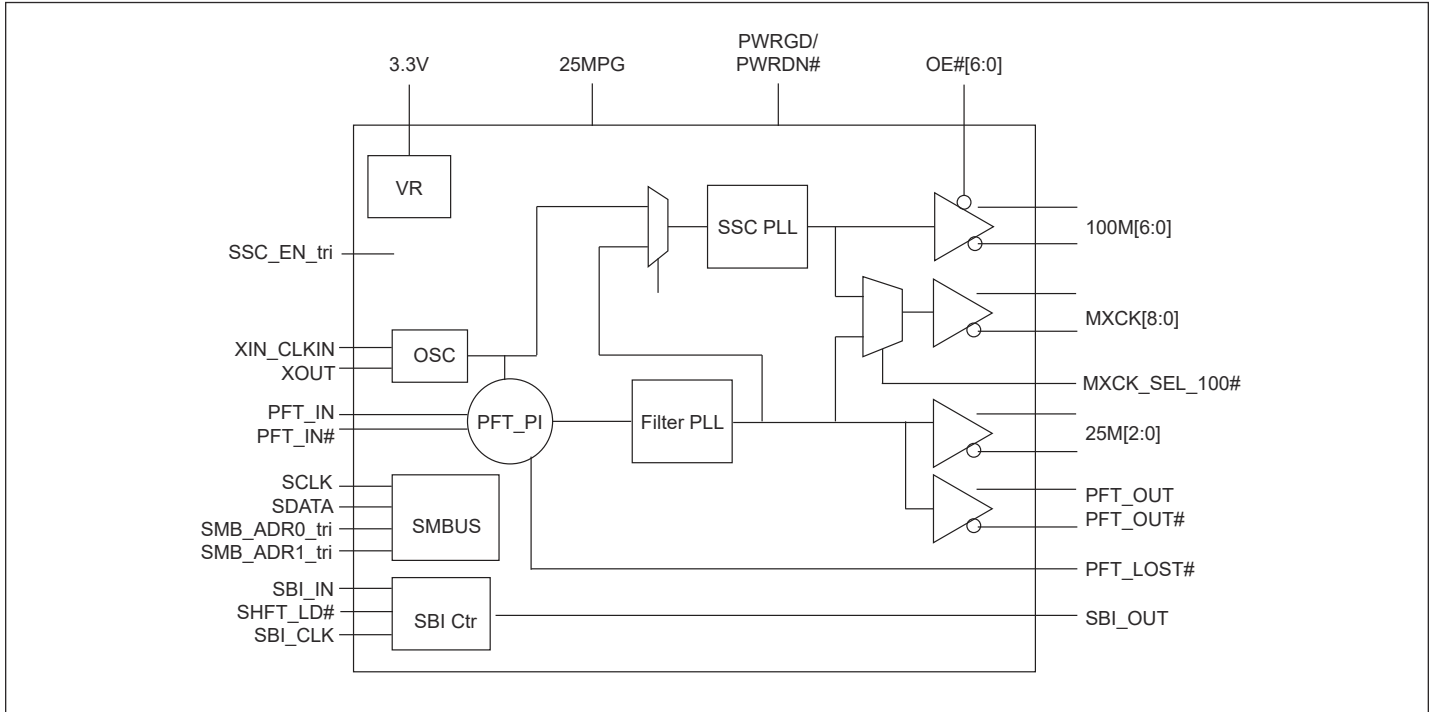 PWRGD/
PWRDN#
3.3V
25MPG
OE#[6:0]
VR
SSC PLL
100M[6:0]
SSC_EN_tri
MXCK[8:0]
XIN_CLKIN
XOUT
OSC
MXCK_SEL_100#
PFT_IN
PFT_IN#
PFT_PI
Filter PLL
25M[2:0]
SCLK
SDATA
SMB_ADR0_tri
SMB_ADR1_tri
SMBUS
PFT_OUT
PFT_OUT#
PFT_LOST#
SBI_IN
SHFT_LD#
SBI_CLK
SBI Ctr
SBI_OUT